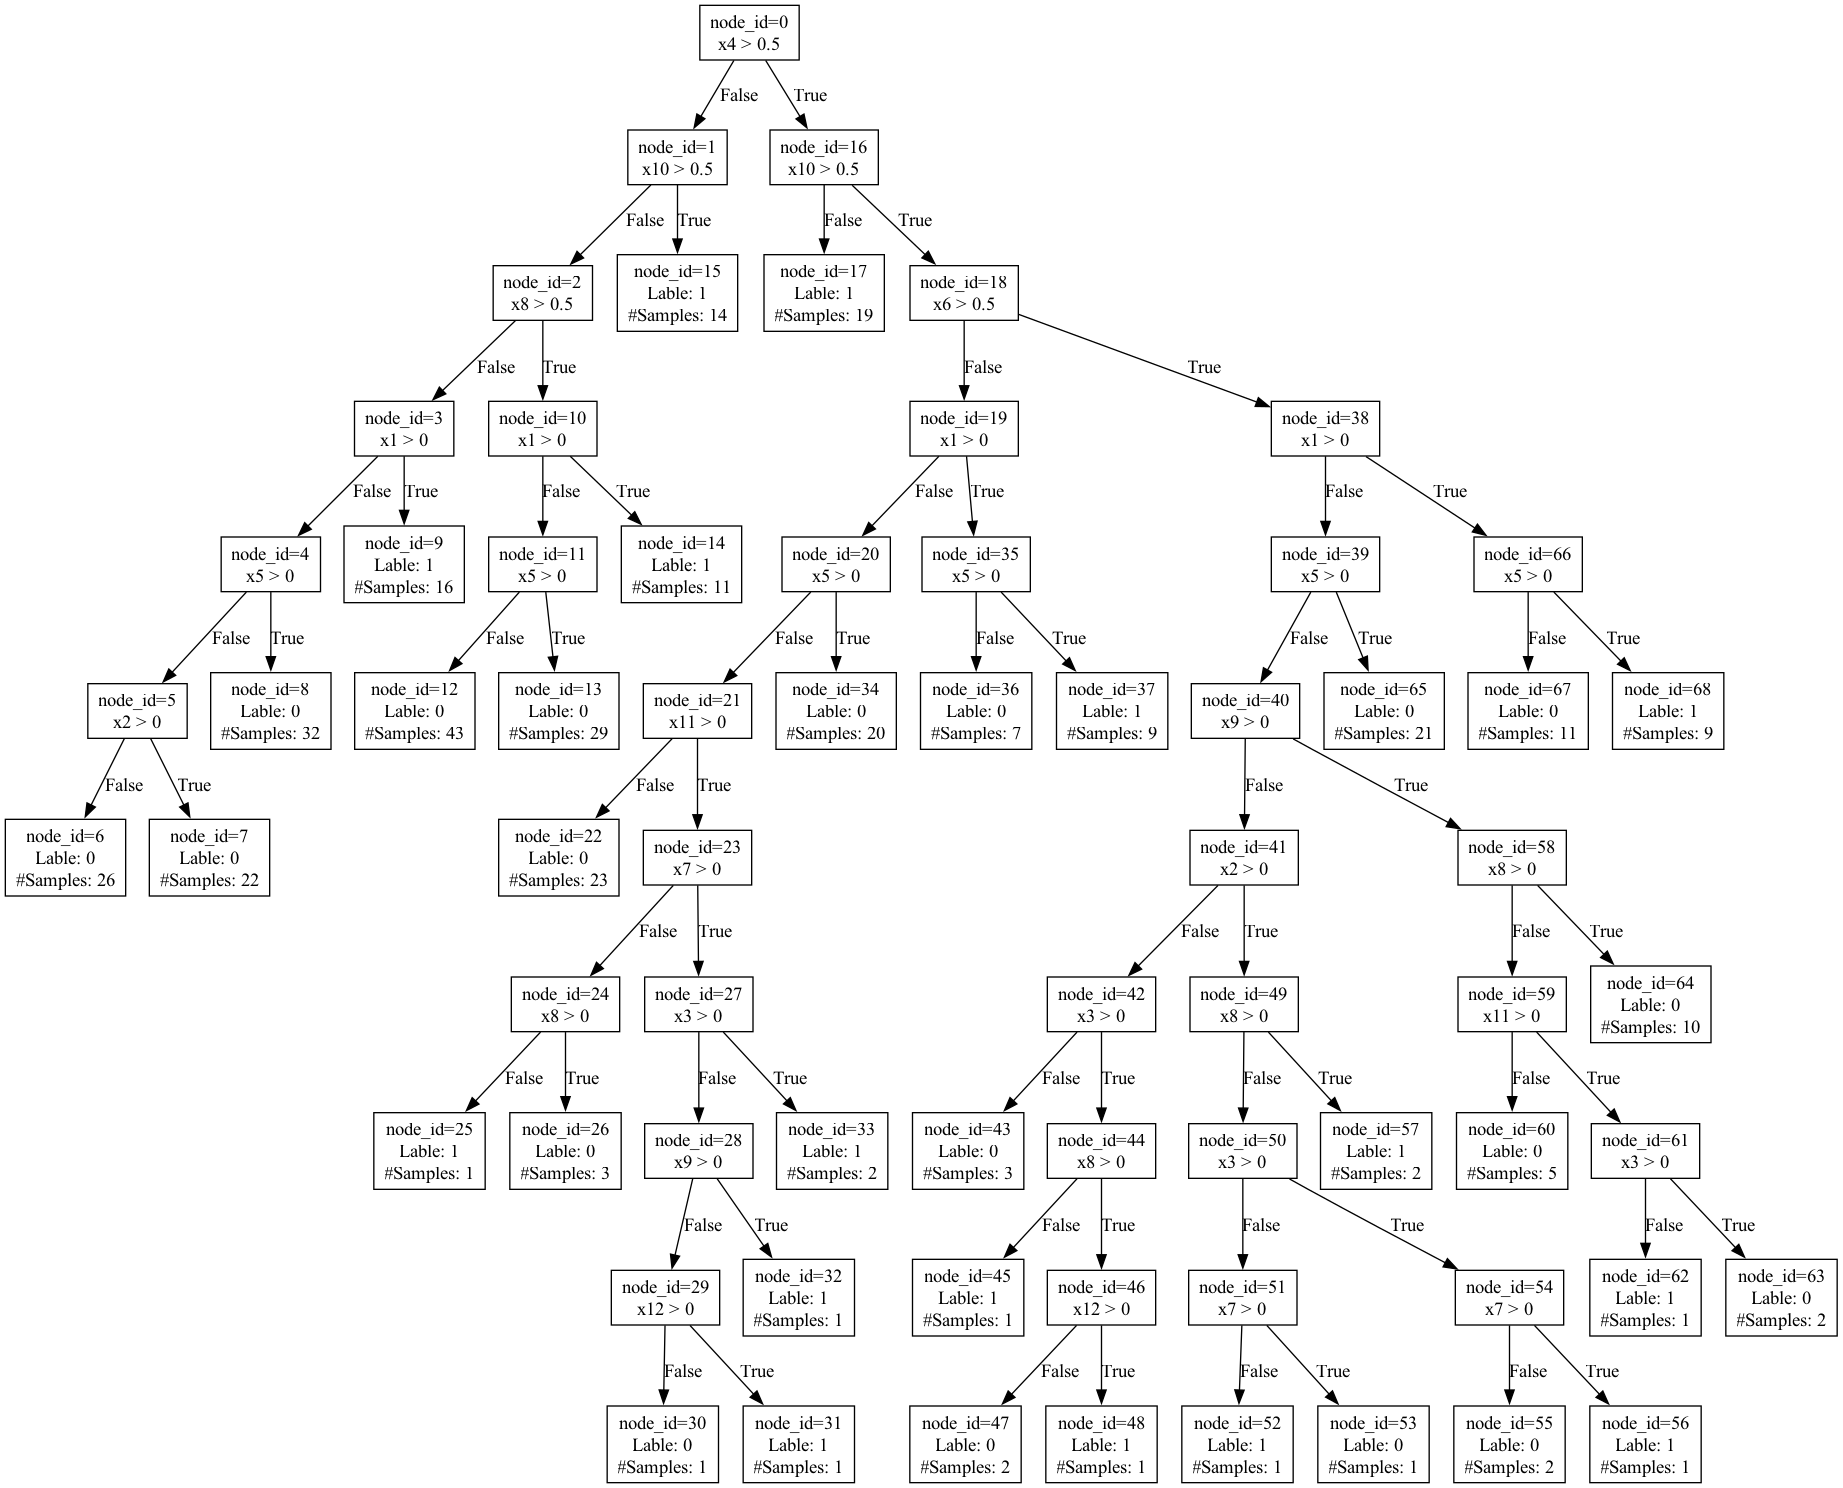 node_id=0
x4 > 0.5
False
True
node_id=1
x10 > 0.5
node_id=16
x10 > 0.5
False
True
False
True
node_id=2
x8 > 0.5
node_id=15
Lable: 1
#Samples: 14
node_id=17
Lable: 1
#Samples: 19
node_id=18
x6 > 0.5
False
True
False
True
node_id=3
x1 > 0
node_id=10
x1 > 0
node_id=19
x1 > 0
node_id=38
x1 > 0
False
True
False
True
False
True
False
True
node_id=4
x5 > 0
node_id=9
Lable: 1
#Samples: 16
node_id=11
x5 > 0
node_id=14
Lable: 1
#Samples: 11
node_id=20
x5 > 0
node_id=35
x5 > 0
node_id=39
x5 > 0
node_id=66
x5 > 0
False
True
False
True
False
True
False
True
False
True
False
True
node_id=5
x2 > 0
node_id=8
Lable: 0
#Samples: 32
node_id=12
Lable: 0
#Samples: 43
node_id=13
Lable: 0
#Samples: 29
node_id=21
x11 > 0
node_id=34
Lable: 0
#Samples: 20
node_id=36
Lable: 0
#Samples: 7
node_id=37
Lable: 1
#Samples: 9
node_id=40
x9 > 0
node_id=65
Lable: 0
#Samples: 21
node_id=67
Lable: 0
#Samples: 11
node_id=68
Lable: 1
#Samples: 9
False
True
False
True
False
True
node_id=6
Lable: 0
#Samples: 26
node_id=7
Lable: 0
#Samples: 22
node_id=22
Lable: 0
#Samples: 23
node_id=23
x7 > 0
node_id=41
x2 > 0
node_id=58
x8 > 0
False
True
False
True
False
True
node_id=24
x8 > 0
node_id=27
x3 > 0
node_id=42
x3 > 0
node_id=49
x8 > 0
node_id=59
x11 > 0
node_id=64
Lable: 0
#Samples: 10
False
True
False
True
False
True
False
True
False
True
node_id=25
Lable: 1
#Samples: 1
node_id=26
Lable: 0
#Samples: 3
node_id=28
x9 > 0
node_id=33
Lable: 1
#Samples: 2
node_id=43
Lable: 0
#Samples: 3
node_id=44
x8 > 0
node_id=50
x3 > 0
node_id=57
Lable: 1
#Samples: 2
node_id=60
Lable: 0
#Samples: 5
node_id=61
x3 > 0
False
True
False
True
False
True
False
True
node_id=29
x12 > 0
node_id=32
Lable: 1
#Samples: 1
node_id=45
Lable: 1
#Samples: 1
node_id=46
x12 > 0
node_id=51
x7 > 0
node_id=54
x7 > 0
node_id=62
Lable: 1
#Samples: 1
node_id=63
Lable: 0
#Samples: 2
False
True
False
True
False
True
False
True
node_id=30
Lable: 0
#Samples: 1
node_id=31
Lable: 1
#Samples: 1
node_id=47
Lable: 0
#Samples: 2
node_id=48
Lable: 1
#Samples: 1
node_id=52
Lable: 1
#Samples: 1
node_id=53
Lable: 0
#Samples: 1
node_id=55
Lable: 0
#Samples: 2
node_id=56
Lable: 1
#Samples: 1